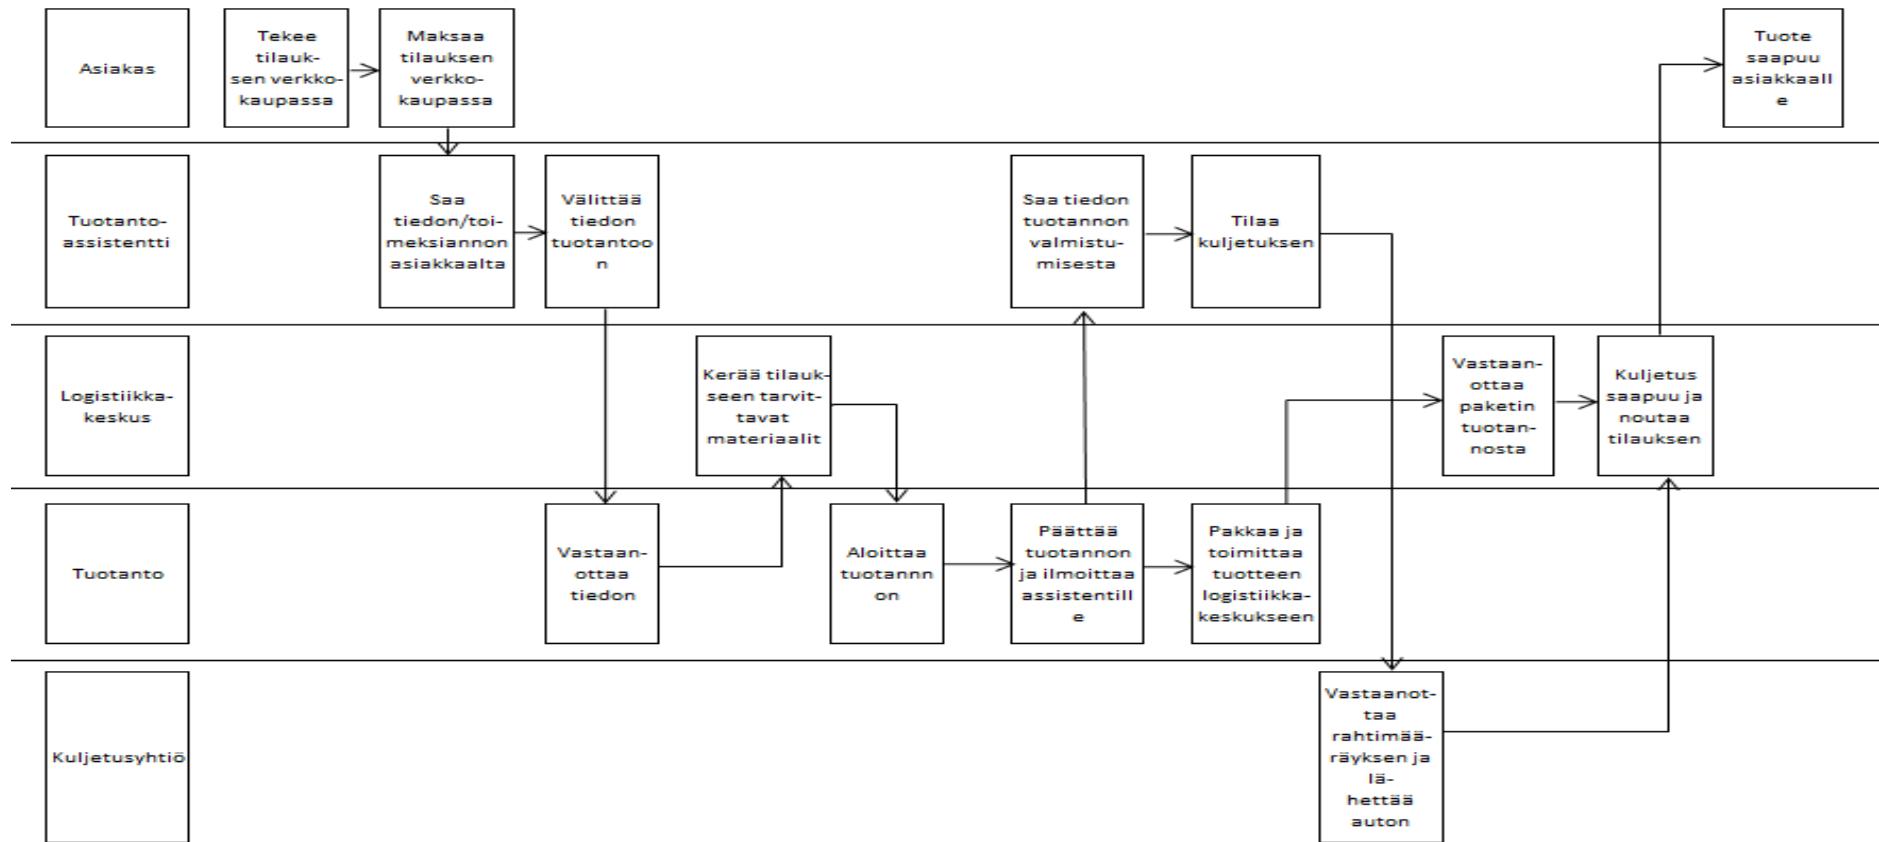 Asiakas
Tekee
tilauk-
sen verkko-
kaupassa
Maksaa
tilauksen
verkko-
kaupassa
Tuote
saapuu
asiakkaall
e
Tuotanto-
assistentti
Saa
tiedon/toi-
meksiannon
asiakkaalta
Välittää
tiedon
tuotantoo
n
Saa tiedon
tuotannon
valmistu-
misesta
Tilaa
kuljetuksen
Logistiikka-
keskus
Kerää tilauk-
seen tarvit-
tavat
materiaalit
Vastaan-
ottaa
paketin
tuotan-
nosta
Kuljetus
saapuu ja
noutaa
tilauksen
Tuotanto
Vastaan-
ottaa
tiedon
Aloittaa
tuotannn
on
Päättää
tuotannon
ja ilmoittaa
assistentill
e
Pakkaa ja
toimittaa
tuotteen
logistiikka-
keskukseen
Kuljetusyhtiö
Vastaanot-
taa
rahtimää-
räyksen ja
lä-
hettää
auton